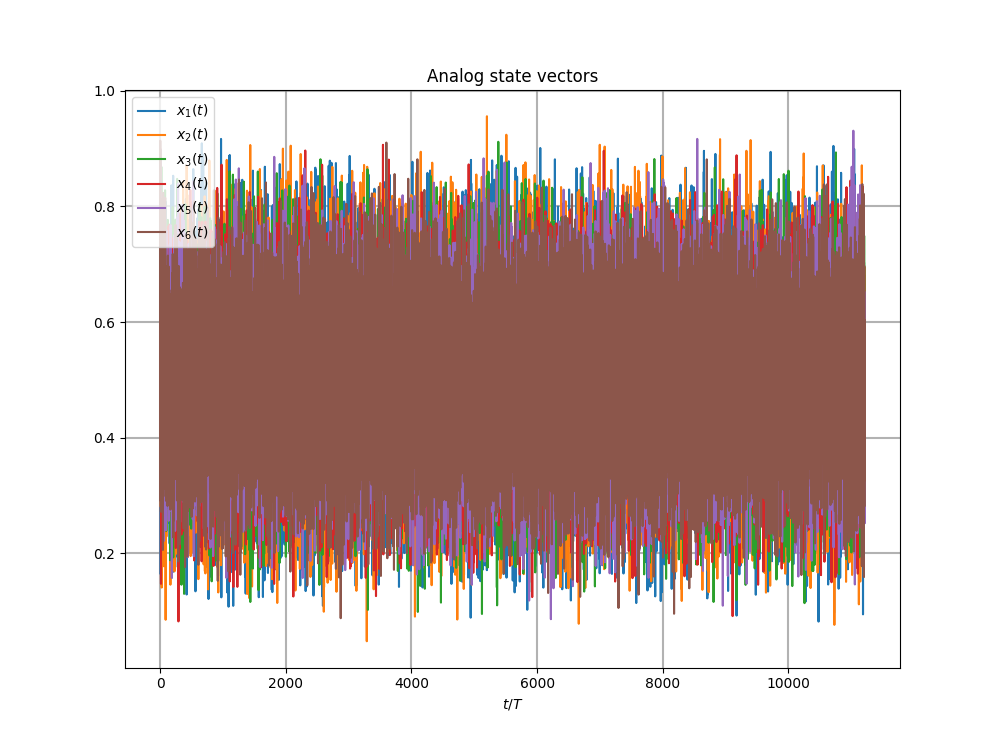 Analog state vectors
1.0
0.8
0.6
0.4
0.2
x₁(t)
x₂(t)
x₃(t)
x₄(t)
x₅(t)
x₆(t)
0 2000 4000 6000 8000 10000
t/T